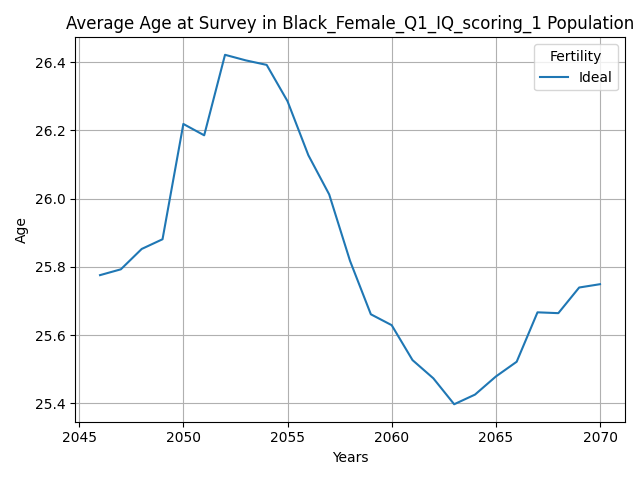 Average Age at Survey in Black_Female_Q1_IQ_scoring_1 Population
Fertility
Ideal
26.4
26.2
26.0
25.8
25.6
25.4
Age
2045
2050
2055
2060
2065
2070
Years